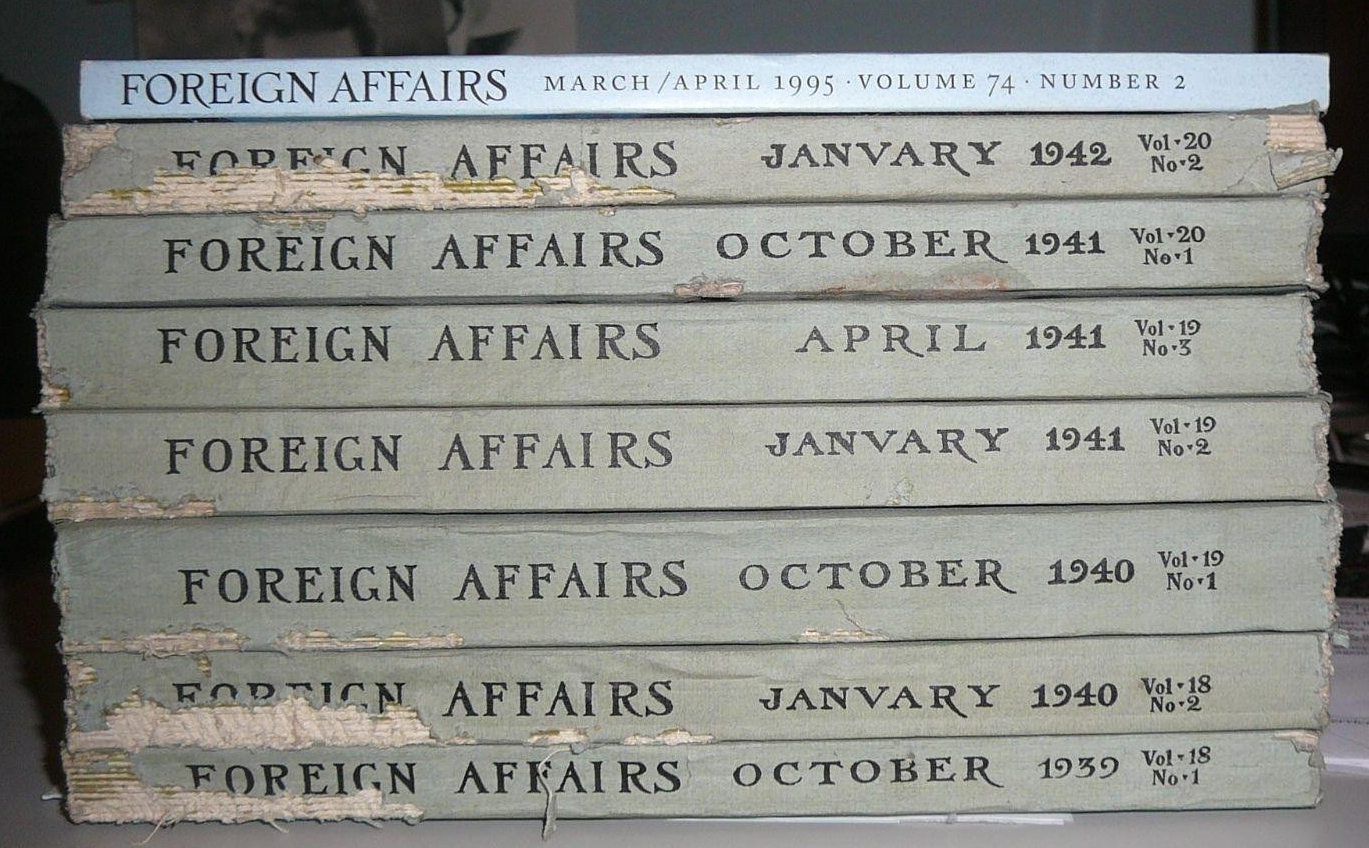 FOREIGN AFFAIRS MARCH/APRIL 1995 · VOLUME 74 · NUMBER 2
FOREIGN AFFAIRS JANVARY 1942 Vol·20
No·2
FOREIGN AFFAIRS OCTOBER 1941 Vol·20
No·1
FOREIGN AFFAIRS APRIL 1941 Vol·19
No·3
FOREIGN AFFAIRS JANVARY 1941 Vol·19
No·2
FOREIGN AFFAIRS OCTOBER 1940 Vol·19
No·1
FOREIGN AFFAIRS JANVARY 1940 Vol·18
No·2
FOREIGN AFFAIRS OCTOBER 1939 Vol·18
No·1